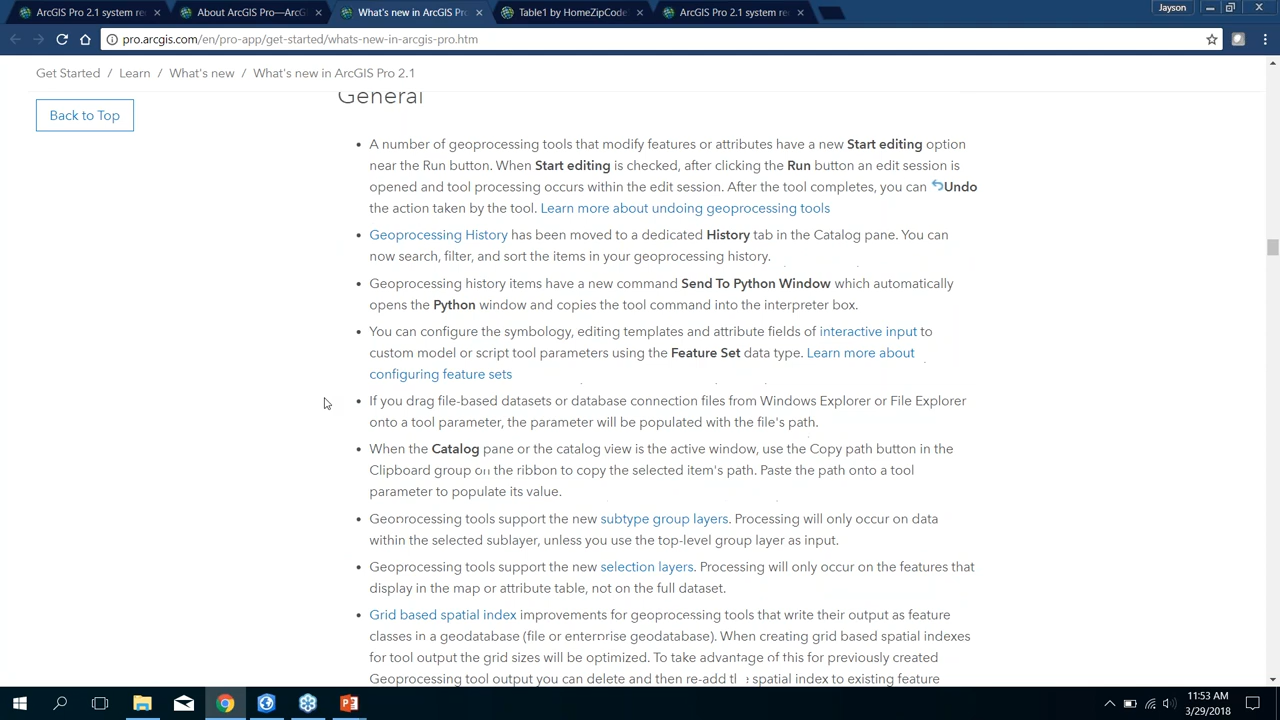 ArcGIS Pro 2.1 system re
About ArcGIS Pro—ArcG
What's new in ArcGIS Pr
Table1 by HomeZipCode
ArcGIS Pro 2.1 system re
Jayson
pro.arcgis.com/en/pro-app/get-started/whats-new-in-arcgis-pro.htm
Get Started / Learn / What's new / What's new in ArcGIS Pro 2.1
Back to Top
General
• A number of geoprocessing tools that modify features or attributes have a new Start editing option
near the Run button. When Start editing is checked, after clicking the Run button an edit session is
opened and tool processing occurs within the edit session. After the tool completes, you can Undo
the action taken by the tool. Learn more about undoing geoprocessing tools
• Geoprocessing History has been moved to a dedicated History tab in the Catalog pane. You can
now search, filter, and sort the items in your geoprocessing history.
• Geoprocessing history items have a new command Send To Python Window which automatically
opens the Python window and copies the tool command into the interpreter box.
• You can configure the symbology, editing templates and attribute fields of interactive input to
custom model or script tool parameters using the Feature Set data type. Learn more about
configuring feature sets
• If you drag file-based datasets or database connection files from Windows Explorer or File Explorer
onto a tool parameter, the parameter will be populated with the file's path.
• When the Catalog pane or the catalog view is the active window, use the Copy path button in the
Clipboard group on the ribbon to copy the selected item's path. Paste the path onto a tool
parameter to populate its value.
• Geoprocessing tools support the new subtype group layers. Processing will only occur on data
within the selected sublayer, unless you use the top-level group layer as input.
• Geoprocessing tools support the new selection layers. Processing will only occur on the features that
display in the map or attribute table, not on the full dataset.
• Grid based spatial index improvements for geoprocessing tools that write their output as feature
classes in a geodatabase (file or enterprise geodatabase). When creating grid based spatial indexes
for tool output the grid sizes will be optimized. To take advantage of this for previously created
Geoprocessing tool output you can delete and then re-add the spatial index to existing feature
11:53 AM
3/29/2018